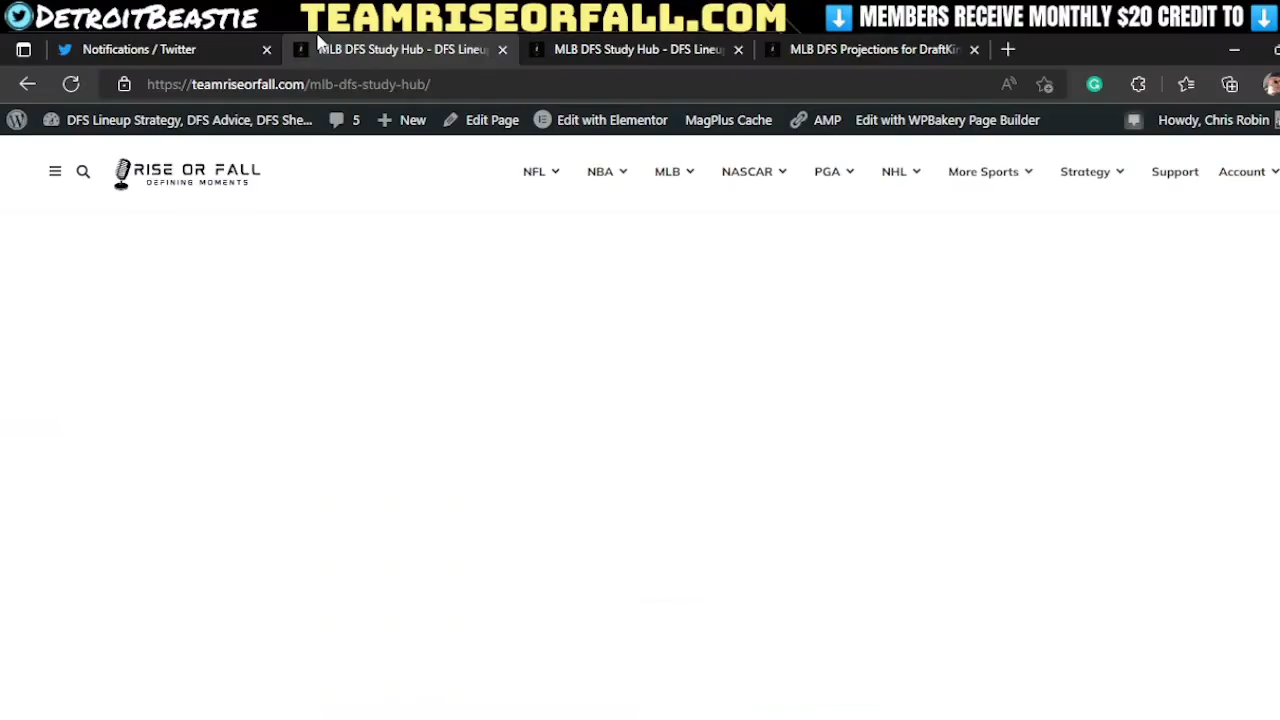 DETROITBEASTIE
TEAMRISEORFALL.COM
MEMBERS RECEIVE MONTHLY $20 CREDIT TO
Notifications / Twitter
MLB DFS Study Hub - DFS Lineu
MLB DFS Study Hub - DFS Lineu
MLB DFS Projections for DraftKin
https://teamriseorfall.com/mlb-dfs-study-hub/
DFS Lineup Strategy, DFS Advice, DFS She...
5
New
Edit Page
Edit with Elementor
MagPlus Cache
AMP
Edit with WPBakery Page Builder
Howdy, Chris Robin
RISE OR FALL
DEFINING MOMENTS
NFL
NBA
MLB
NASCAR
PGA
NHL
More Sports
Strategy
Support
Account